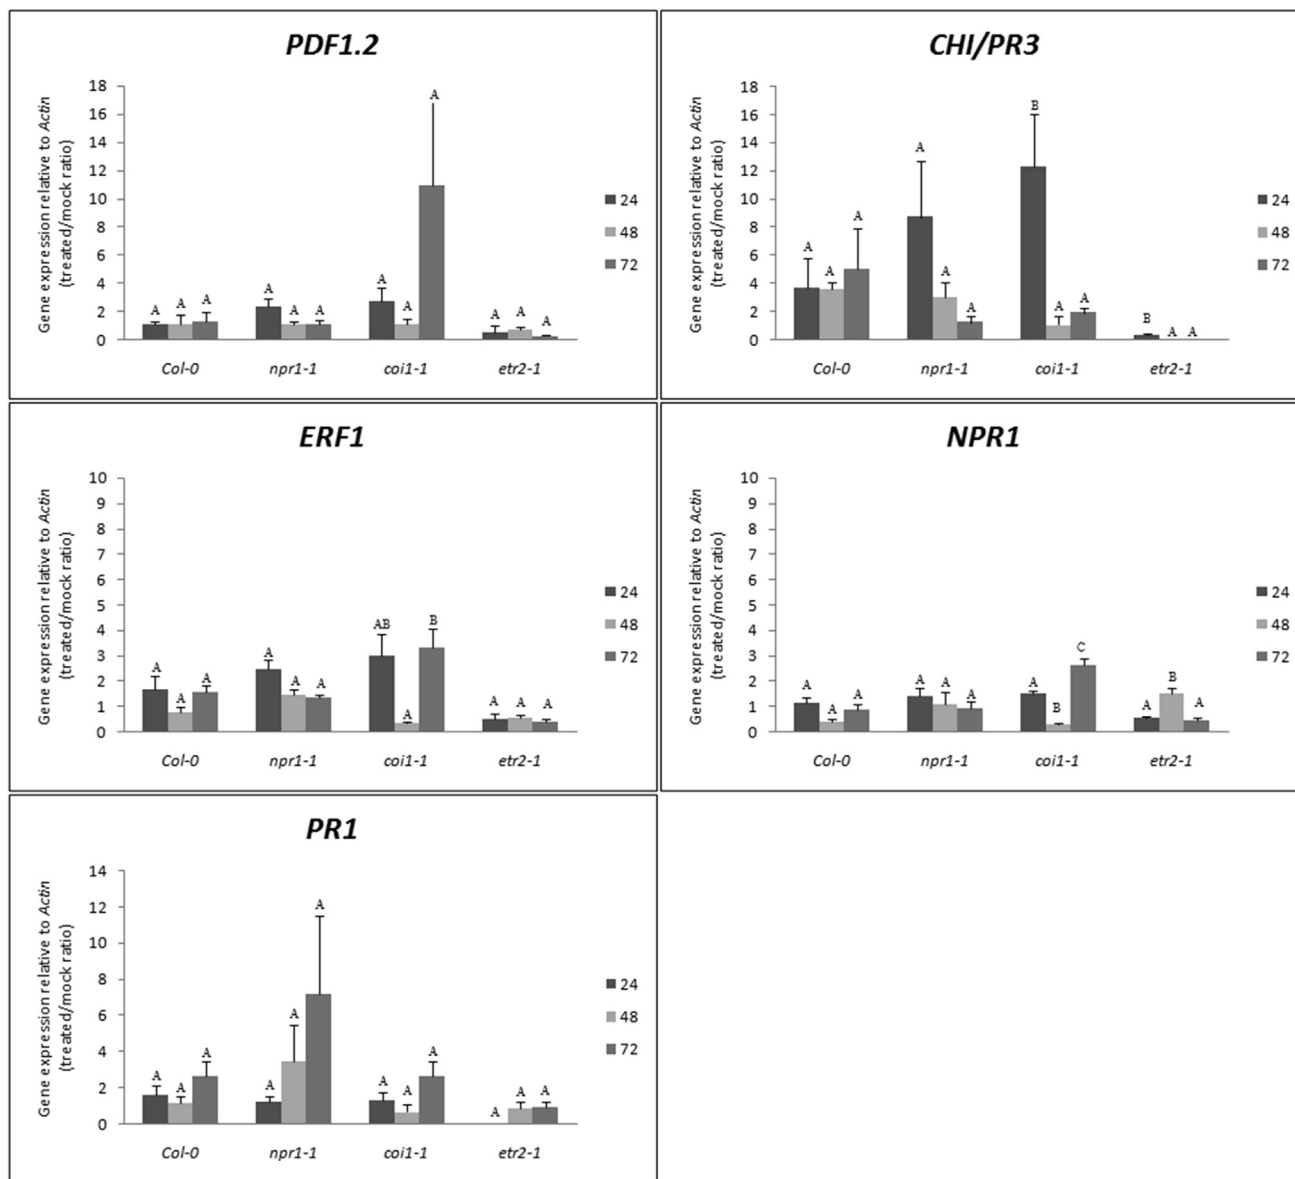 PDF1.2
Gene expression relative to Actin
(treated/mock ratio)
18
16
14
12
10
8
6
4
2
0
A A A
A A A
A A A
A A A
Col-0 npr1-1 coi1-1 etr2-1
24
48
72
CHI/PR3
Gene expression relative to Actin
(treated/mock ratio)
18
16
14
12
10
8
6
4
2
0
A A A
A A A
B A A
B A A
Col-0 npr1-1 coi1-1 etr2-1
24
48
72
ERF1
Gene expression relative to Actin
(treated/mock ratio)
10
9
8
7
6
5
4
3
2
1
0
A A A
A A A
AB A B
A A A
Col-0 npr1-1 coi1-1 etr2-1
24
48
72
NPR1
Gene expression relative to Actin
(treated/mock ratio)
10
9
8
7
6
5
4
3
2
1
0
A A A
A A A
A B C
A B A
Col-0 npr1-1 coi1-1 etr2-1
24
48
72
PR1
Gene expression relative to Actin
(treated/mock ratio)
14
12
10
8
6
4
2
0
A A A
A A A
A A A
A A A
Col-0 npr1-1 coi1-1 etr2-1
24
48
72